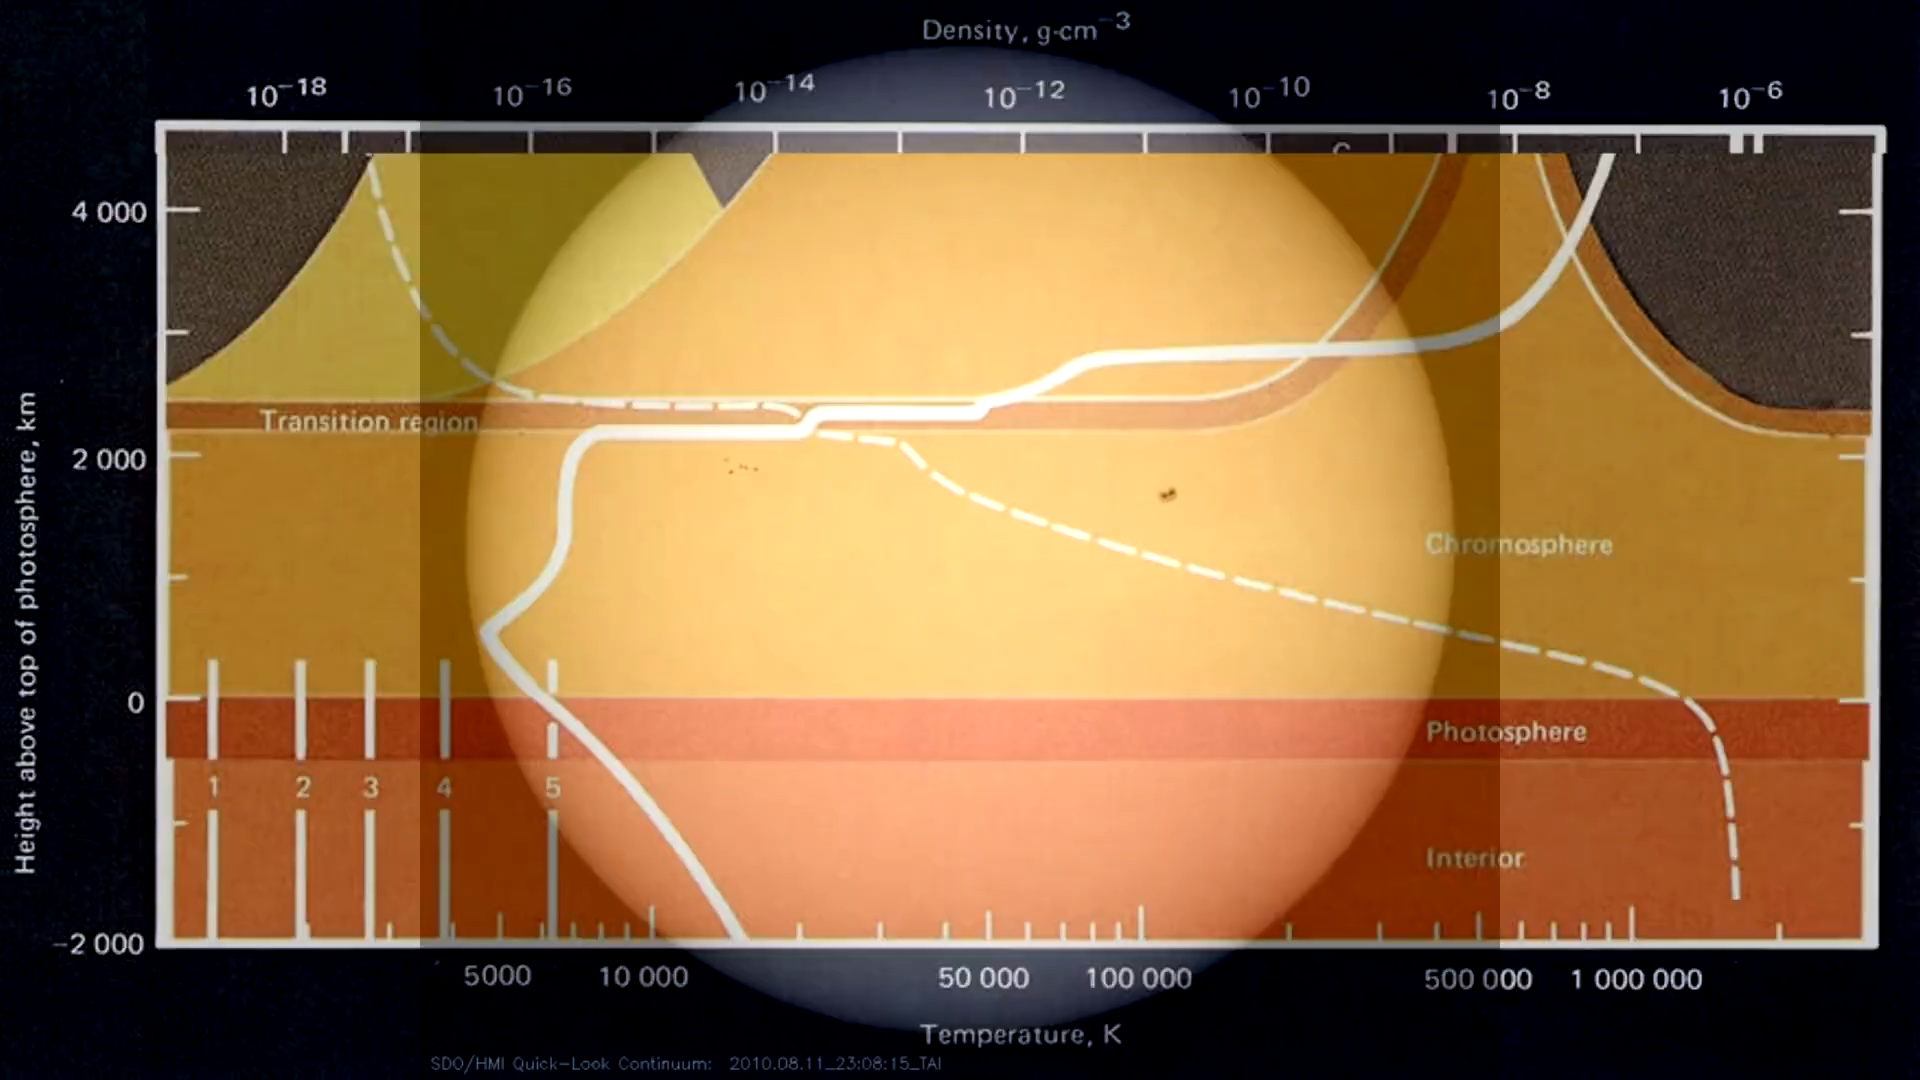 Density, g·cm⁻³
10⁻¹⁸ 10⁻¹⁶ 10⁻¹⁴ 10⁻¹² 10⁻¹⁰ 10⁻⁸ 10⁻⁶
4 000
Transition region
2 000
Height above top of photosphere, km
Chromosphere
0
Photosphere
1 2 3 4 5
Interior
-2 000
5000 10 000 50 000 100 000 500 000 1 000 000
Temperature, K
SDO/HMI Quick-Look Continuum: 2010.08.11_23:08:15_TAI